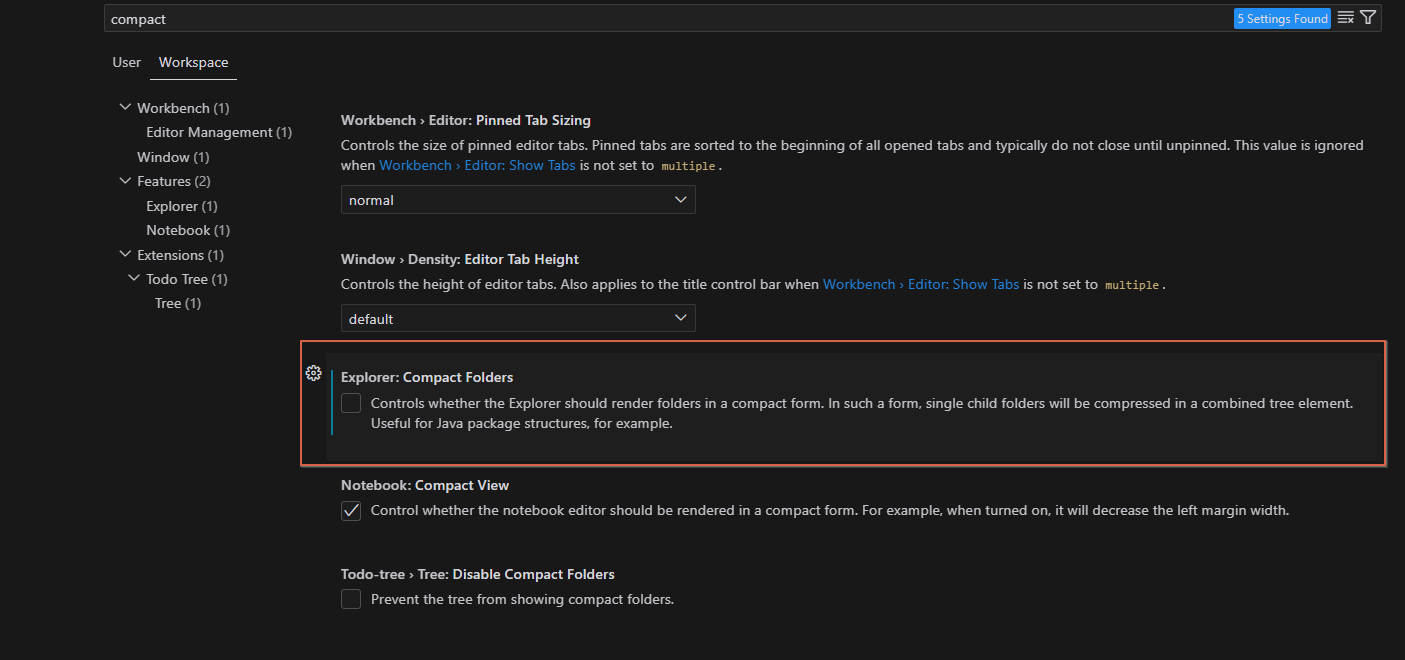 compact
5 Settings Found
User Workspace
Workbench (1)
Editor Management (1)
Window (1)
Features (2)
Explorer (1)
Notebook (1)
Extensions (1)
Todo Tree (1)
Tree (1)
Workbench › Editor: Pinned Tab Sizing
Controls the size of pinned editor tabs. Pinned tabs are sorted to the beginning of all opened tabs and typically do not close until unpinned. This value is ignored
when Workbench › Editor: Show Tabs is not set to multiple.
normal
Window › Density: Editor Tab Height
Controls the height of editor tabs. Also applies to the title control bar when Workbench › Editor: Show Tabs is not set to multiple.
default
Explorer: Compact Folders
Controls whether the Explorer should render folders in a compact form. In such a form, single child folders will be compressed in a combined tree element.
Useful for Java package structures, for example.
Notebook: Compact View
Control whether the notebook editor should be rendered in a compact form. For example, when turned on, it will decrease the left margin width.
Todo-tree › Tree: Disable Compact Folders
Prevent the tree from showing compact folders.